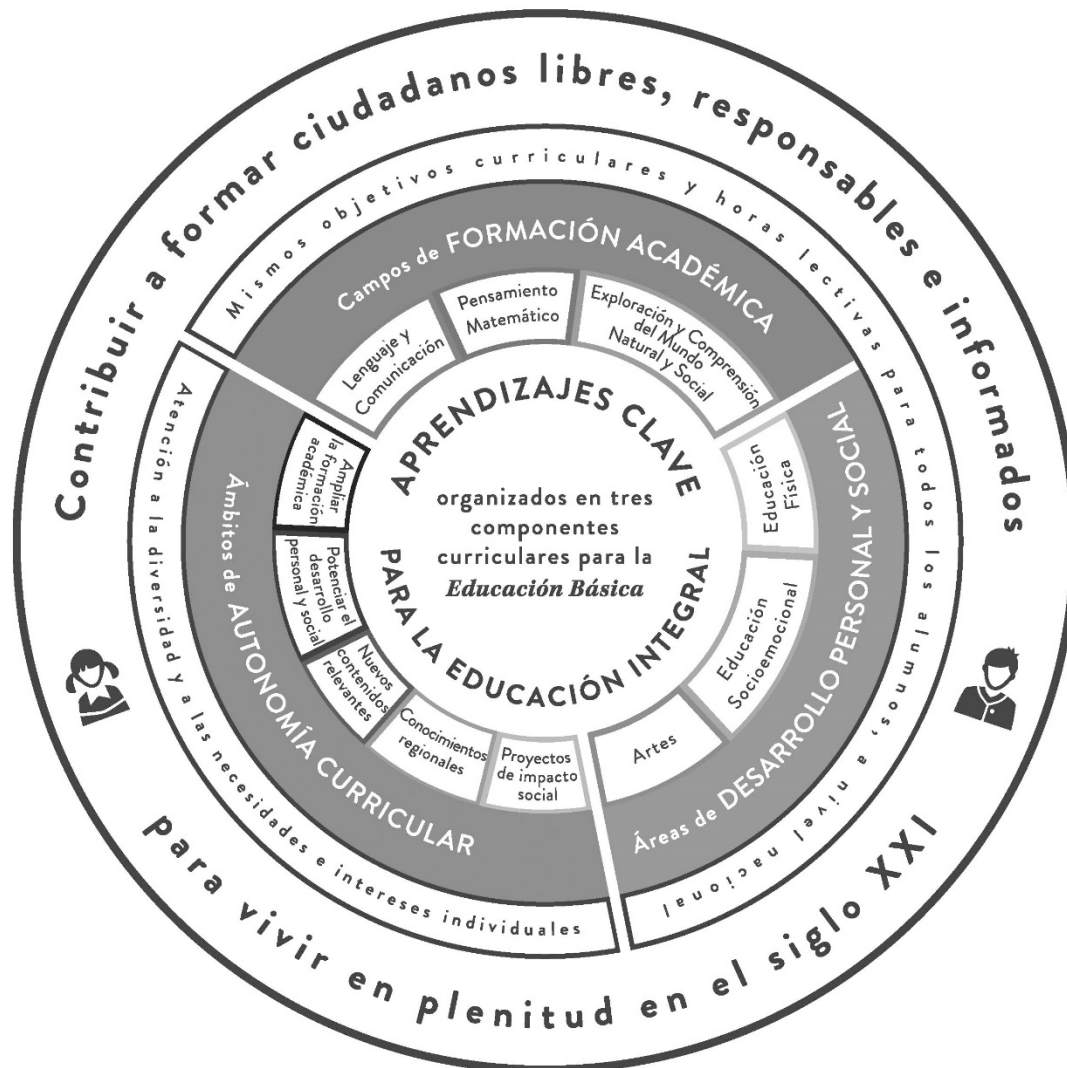 Contribuir a formar ciudadanos libres, responsables e informados
para vivir en plenitud en el siglo XXI
Mismos objetivos curriculares y horas lectivas para todos los alumnos, a nivel nacional
Campos de FORMACIÓN ACADÉMICA
Lenguaje y
Comunicación
Pensamiento
Matemático
Exploración y Comprensión
del Mundo
Natural y Social
Áreas de DESARROLLO PERSONAL Y SOCIAL
Educación
Física
Educación
Socioemocional
Artes
Atención a la diversidad y a las necesidades e intereses individuales
Ámbitos de AUTONOMÍA CURRICULAR
Ampliar
la formación
académica
Potenciar el
desarrollo
personal y social
Nuevos
contenidos
relevantes
Conocimientos
regionales
Proyectos
de impacto
social
APRENDIZAJES CLAVE
PARA LA EDUCACIÓN INTEGRAL
organizados en tres
componentes
curriculares para la
Educación Básica